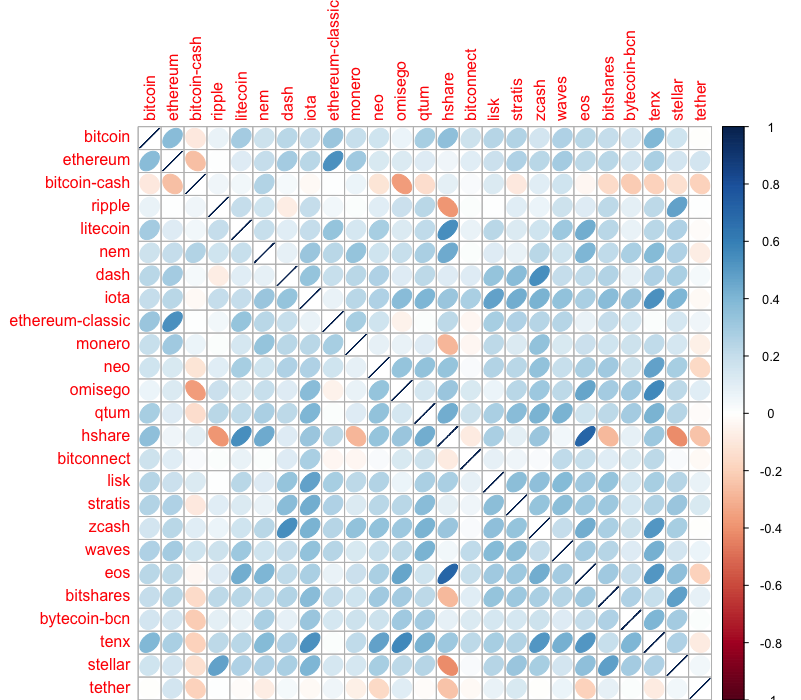 bitcoin
ethereum
bitcoin-cash
ripple
litecoin
nem
dash
iota
ethereum-classic
monero
neo
omisego
qtum
hshare
bitconnect
lisk
stratis
zcash
waves
eos
bitshares
bytecoin-bcn
tenx
stellar
tether
bitcoin
ethereum
bitcoin-cash
ripple
litecoin
nem
dash
iota
ethereum-classic
monero
neo
omisego
qtum
hshare
bitconnect
lisk
stratis
zcash
waves
eos
bitshares
bytecoin-bcn
tenx
stellar
tether
1
0.8
0.6
0.4
0.2
0
-0.2
-0.4
-0.6
-0.8